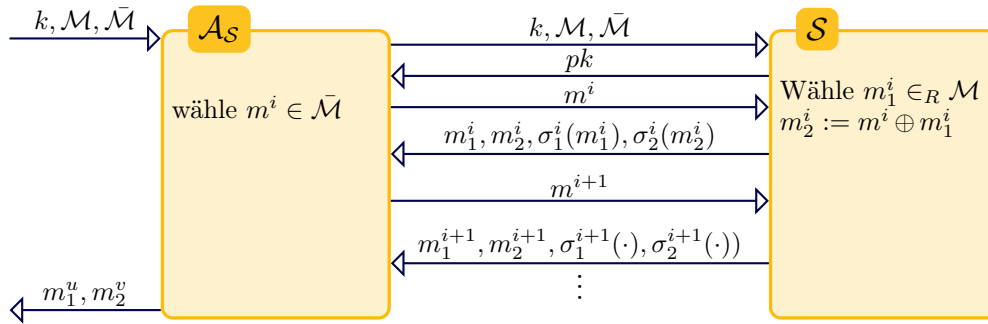 k, ℳ, ℳ̄
𝒜_𝒮
k, ℳ, ℳ̄
𝒮
pk
wähle m^i ∈ ℳ̄
m^i
Wähle m_1^i ∈_R ℳ
m_2^i := m^i ⊕ m_1^i
m_1^i, m_2^i, σ_1^i(m_1^i), σ_2^i(m_2^i)
m^{i+1}
m_1^{i+1}, m_2^{i+1}, σ_1^{i+1}(·), σ_2^{i+1}(·))
⋮
m_1^u, m_2^v